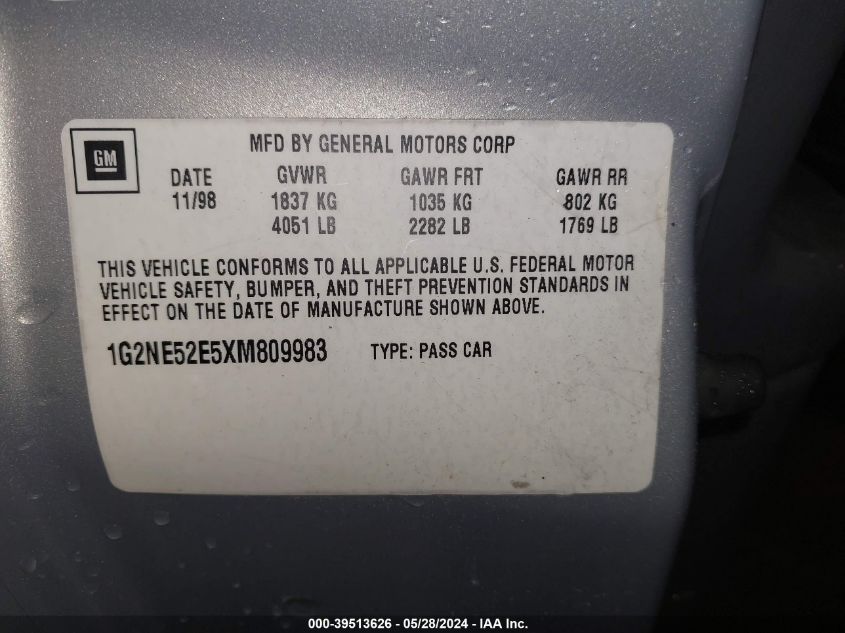 MFD BY GENERAL MOTORS CORP
GM
DATE GVWR GAWR FRT GAWR RR
11/98 1837 KG 1035 KG 802 KG
4051 LB 2282 LB 1769 LB
THIS VEHICLE CONFORMS TO ALL APPLICABLE U.S. FEDERAL MOTOR
VEHICLE SAFETY, BUMPER, AND THEFT PREVENTION STANDARDS IN
EFFECT ON THE DATE OF MANUFACTURE SHOWN ABOVE.
1G2NE52E5XM809983 TYPE: PASS CAR
000-39513626 - 05/28/2024 - IAA Inc.